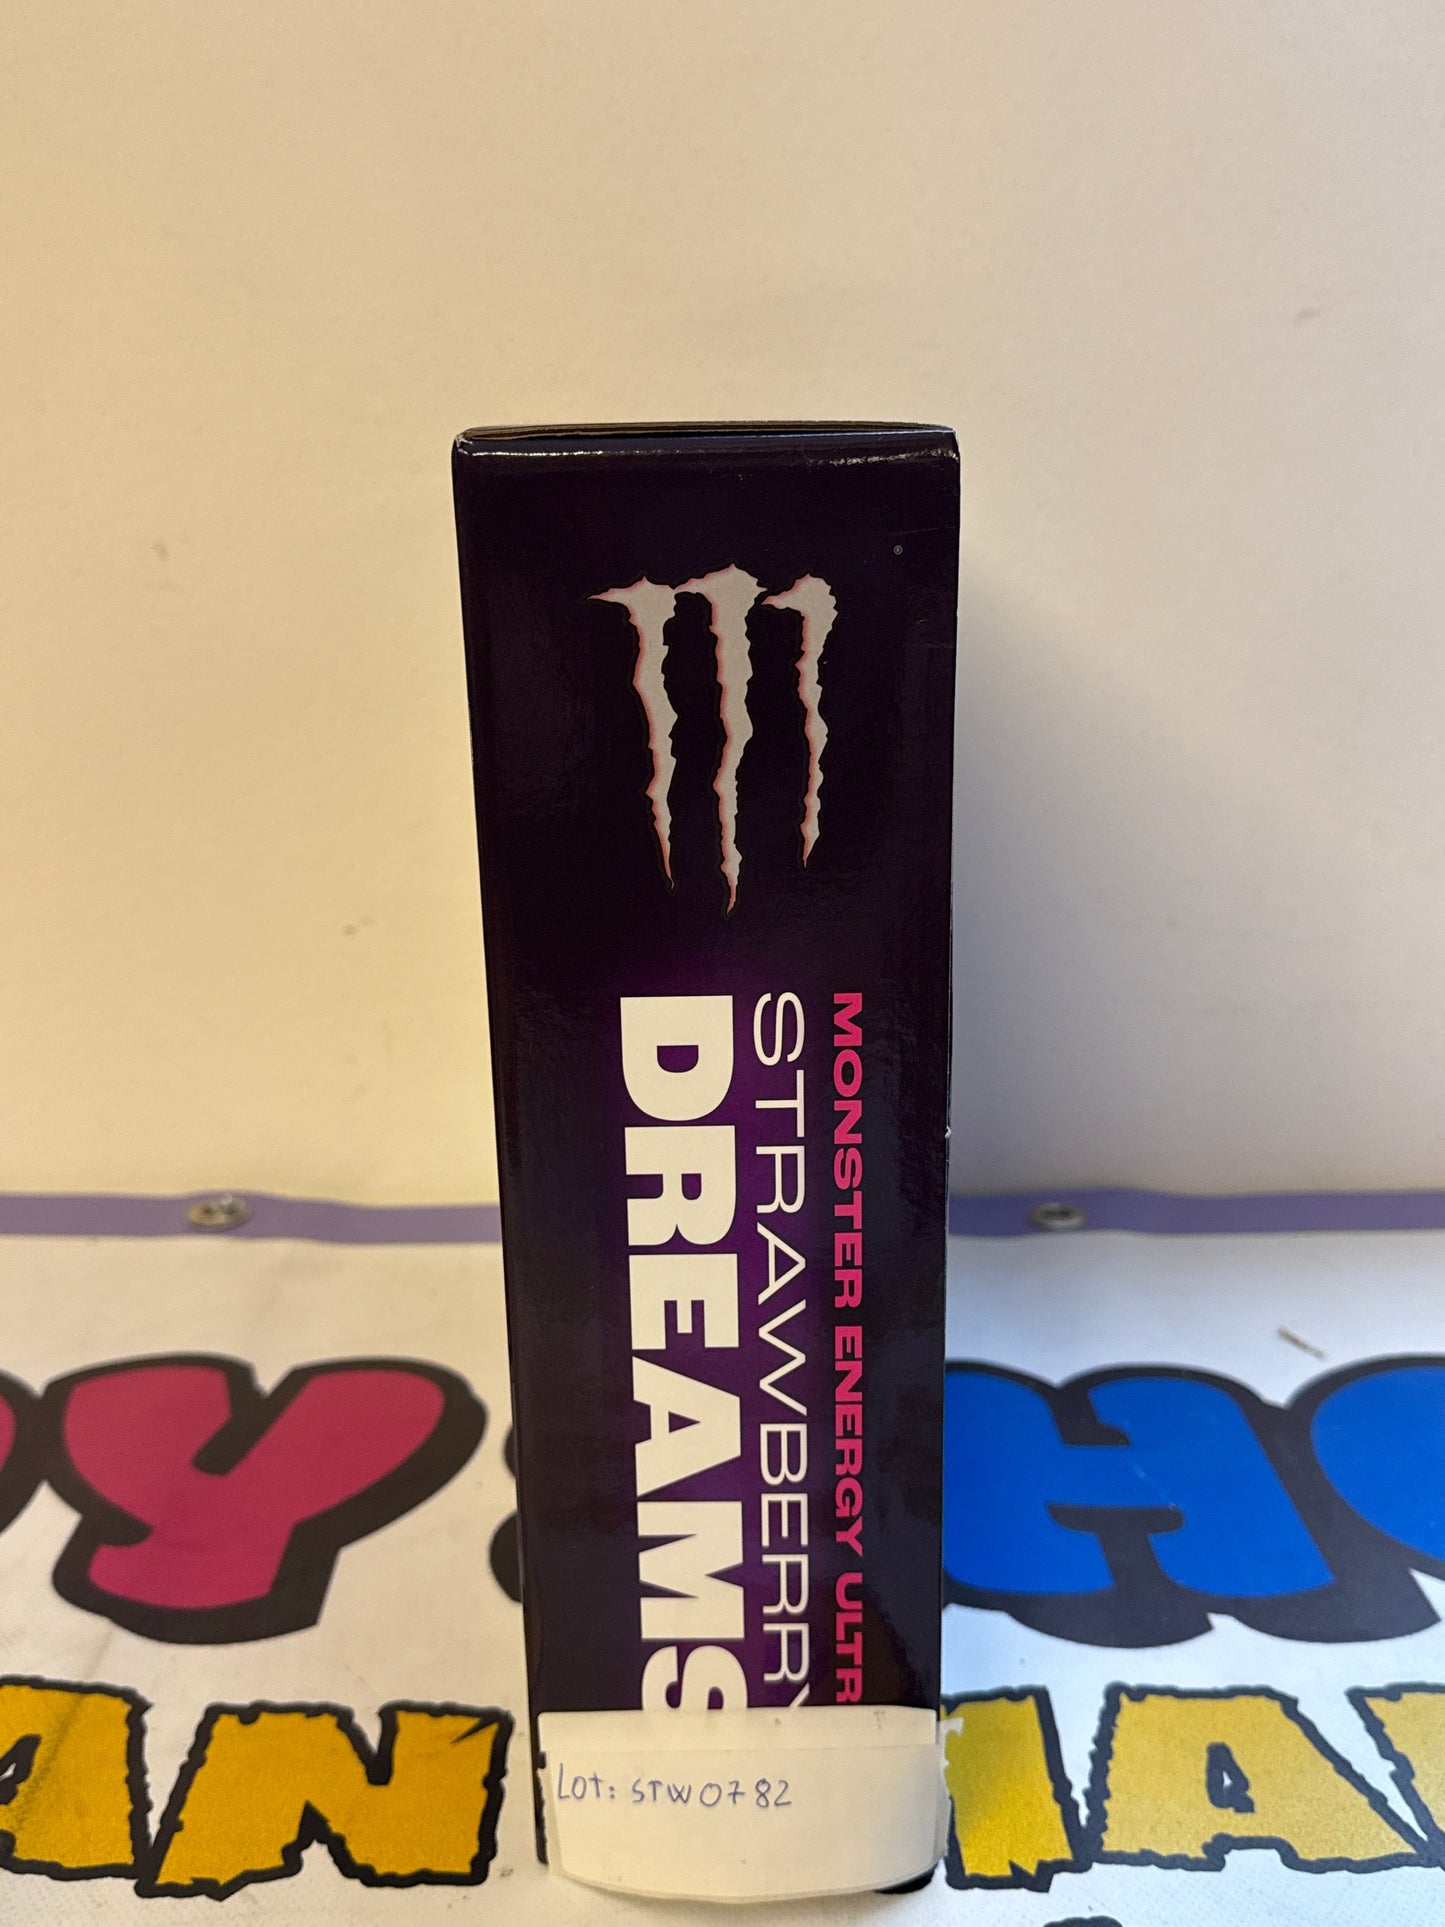 MONSTER ENERGY ULTR
STRAWBERRY
DREAMS
LOT: STW0782